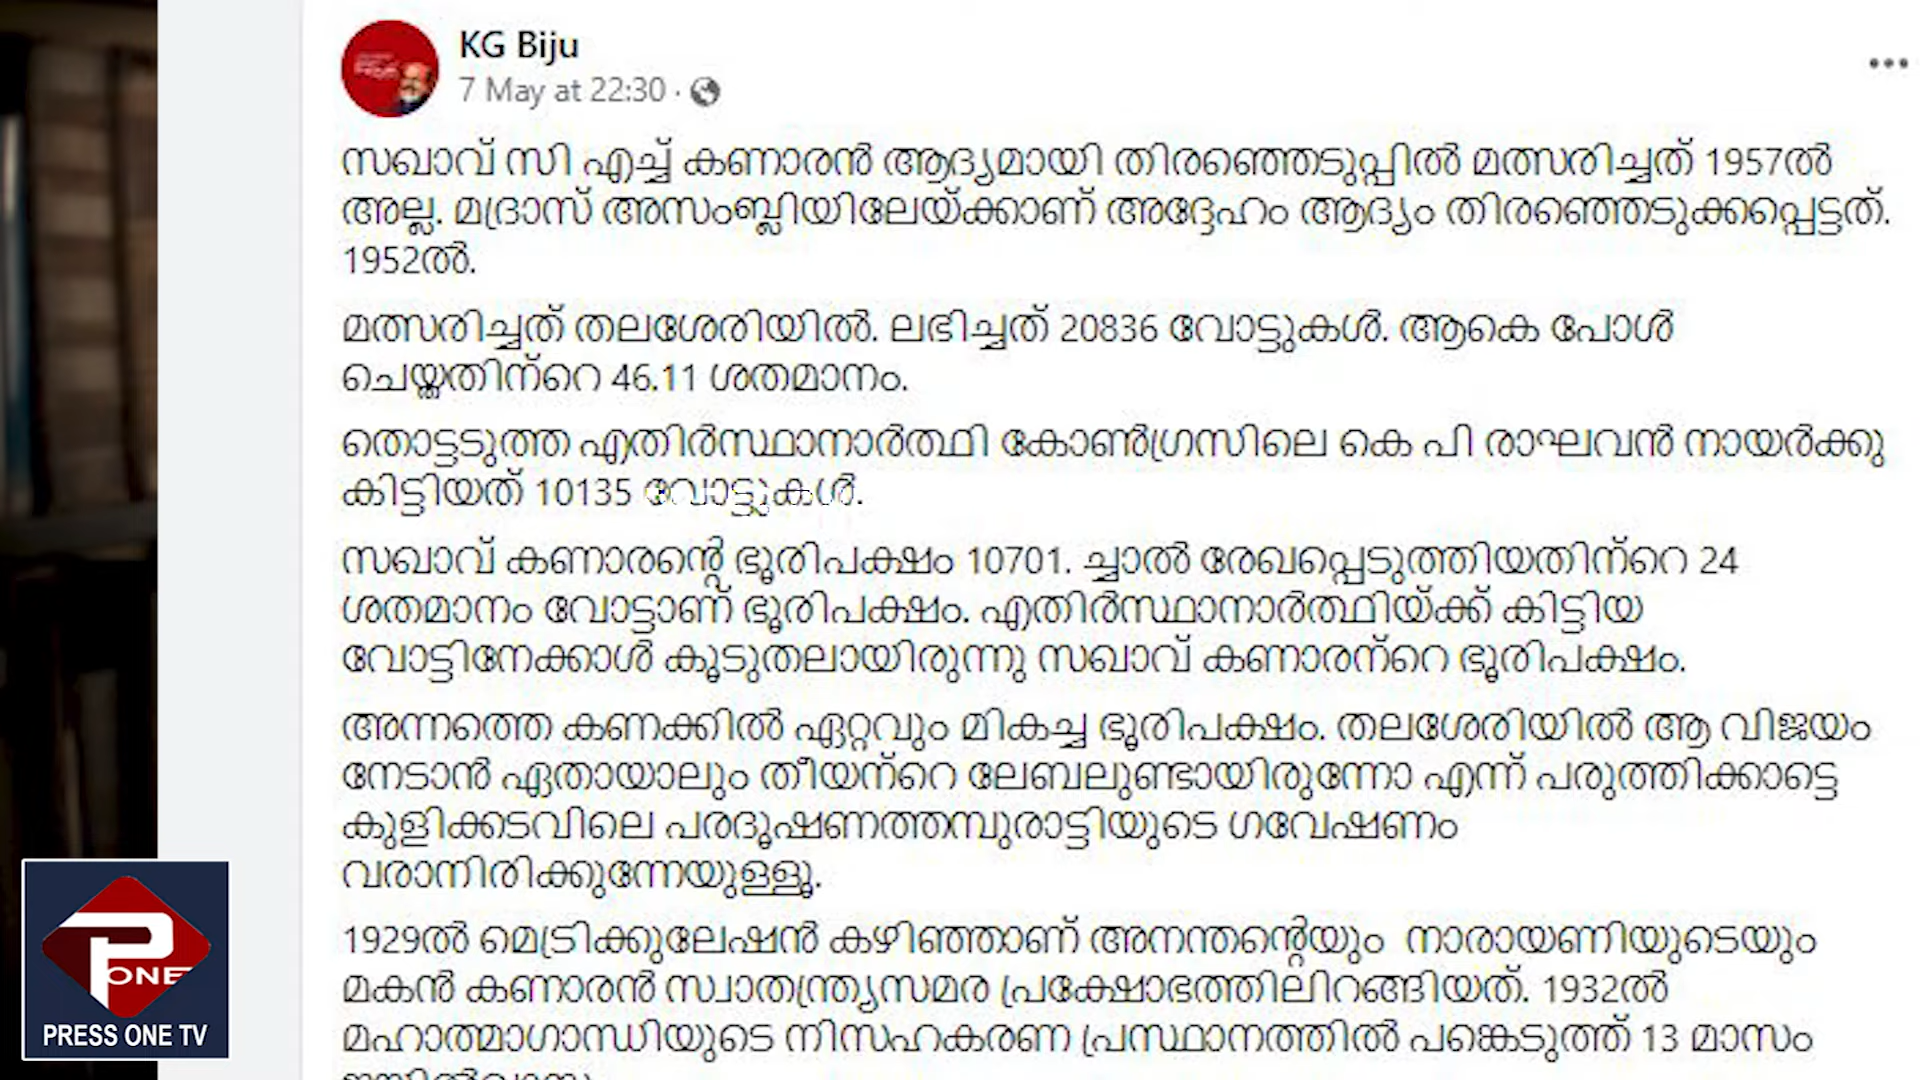 KG Biju
7 May at 22:30 ·
സഖാവ് സി എച്ച് കണാരൻ ആദ്യമായി തിരഞ്ഞെടുപ്പിൽ മത്സരിച്ചത് 1957ൽ
അല്ല. മദ്രാസ് അസംബ്ലിയിലേയ്ക്കാണ് അദ്ദേഹം ആദ്യം തിരഞ്ഞെടുക്കപ്പെട്ടത്.
1952ൽ.
മത്സരിച്ചത് തലശേരിയിൽ. ലഭിച്ചത് 20836 വോട്ടുകൾ. ആകെ പോൾ
ചെയ്തതിന്റെ 46.11 ശതമാനം.
തൊട്ടടുത്ത എതിർസ്ഥാനാർത്ഥി കോൺഗ്രസിലെ കെ പി രാഘവൻ നായർക്കു
കിട്ടിയത് 10135 വോട്ടുകൾ.
സഖാവ് കണാരന്റെ ഭൂരിപക്ഷം 10701. ച്ചാൽ രേഖപ്പെടുത്തിയതിന്റെ 24
ശതമാനം വോട്ടാണ് ഭൂരിപക്ഷം. എതിർസ്ഥാനാർത്ഥിയ്ക്ക് കിട്ടിയ
വോട്ടിനേക്കാൾ കൂടുതലായിരുന്നു സഖാവ് കണാരന്റെ ഭൂരിപക്ഷം.
അന്നത്തെ കണക്കിൽ ഏറ്റവും മികച്ച ഭൂരിപക്ഷം. തലശേരിയിൽ ആ വിജയം
നേടാൻ ഏതായാലും തീയന്റെ ലേബലുണ്ടായിരുന്നോ എന്ന് പരുത്തിക്കാട്ടെ
കുളിക്കടവിലെ പരദൂഷണത്തമ്പുരാട്ടിയുടെ ഗവേഷണം
വരാനിരിക്കുന്നേയുള്ളൂ.
1929ൽ മെട്രിക്കുലേഷൻ കഴിഞ്ഞാണ് അനന്തന്റെയും നാരായണിയുടെയും
മകൻ കണാരൻ സ്വാതന്ത്ര്യസമര പ്രക്ഷോഭത്തിലിറങ്ങിയത്. 1932ൽ
മഹാത്മാഗാന്ധിയുടെ നിസഹകരണ പ്രസ്ഥാനത്തിൽ പങ്കെടുത്ത് 13 മാസം
P ONE
PRESS ONE TV